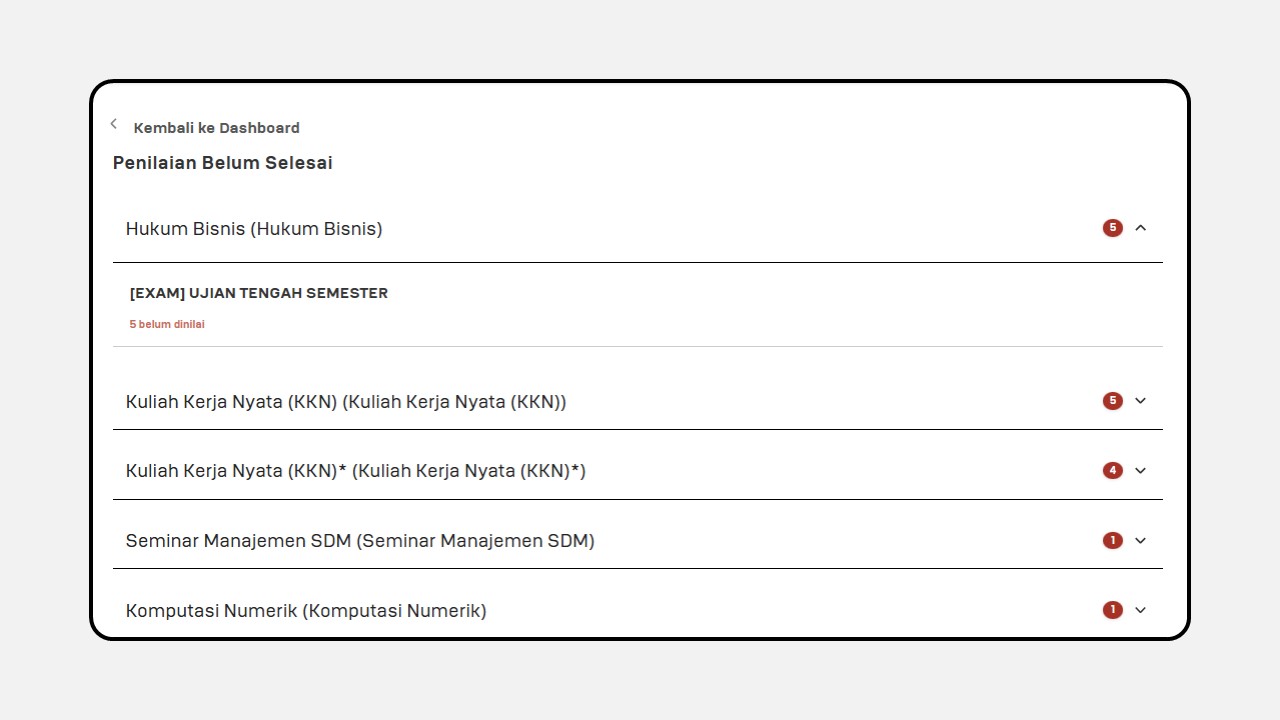 Kembali ke Dashboard
Penilaian Belum Selesai
Hukum Bisnis (Hukum Bisnis) 5
[EXAM] UJIAN TENGAH SEMESTER
5 belum dinilai
Kuliah Kerja Nyata (KKN) (Kuliah Kerja Nyata (KKN)) 5
Kuliah Kerja Nyata (KKN)* (Kuliah Kerja Nyata (KKN)*) 4
Seminar Manajemen SDM (Seminar Manajemen SDM) 1
Komputasi Numerik (Komputasi Numerik) 1